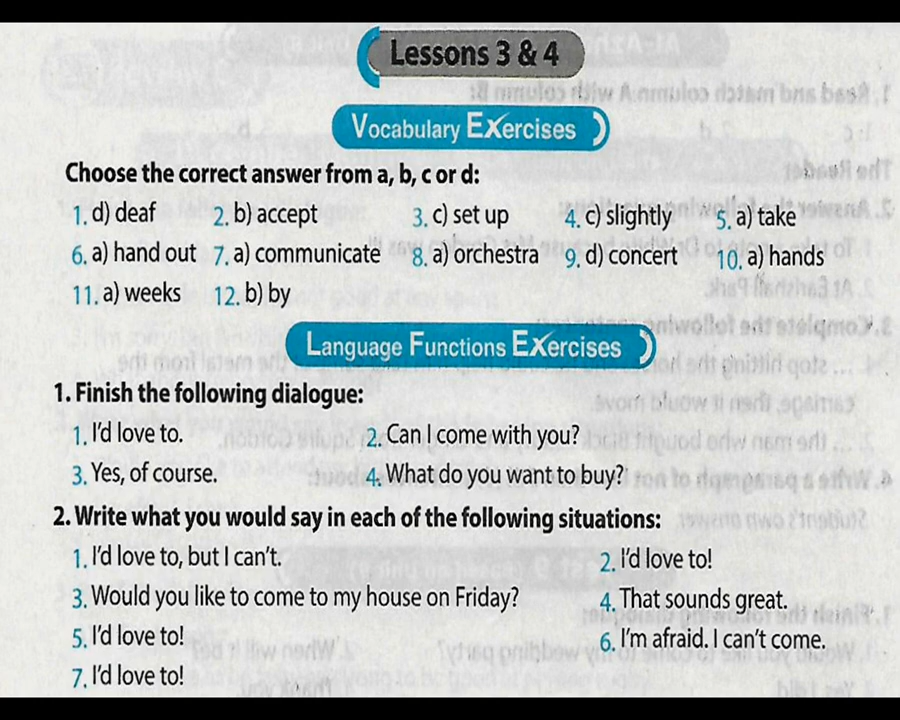 Lessons 3 & 4
Vocabulary EXercises
Choose the correct answer from a, b, c or d:
1. d) deaf 2. b) accept 3. c) set up 4. c) slightly 5. a) take
6. a) hand out 7. a) communicate 8. a) orchestra 9. d) concert 10. a) hands
11. a) weeks 12. b) by
Language Functions EXercises
1. Finish the following dialogue:
1. I'd love to. 2. Can I come with you?
3. Yes, of course. 4. What do you want to buy?
2. Write what you would say in each of the following situations:
1. I'd love to, but I can't. 2. I'd love to!
3. Would you like to come to my house on Friday? 4. That sounds great.
5. I'd love to! 6. I'm afraid. I can't come.
7. I'd love to!